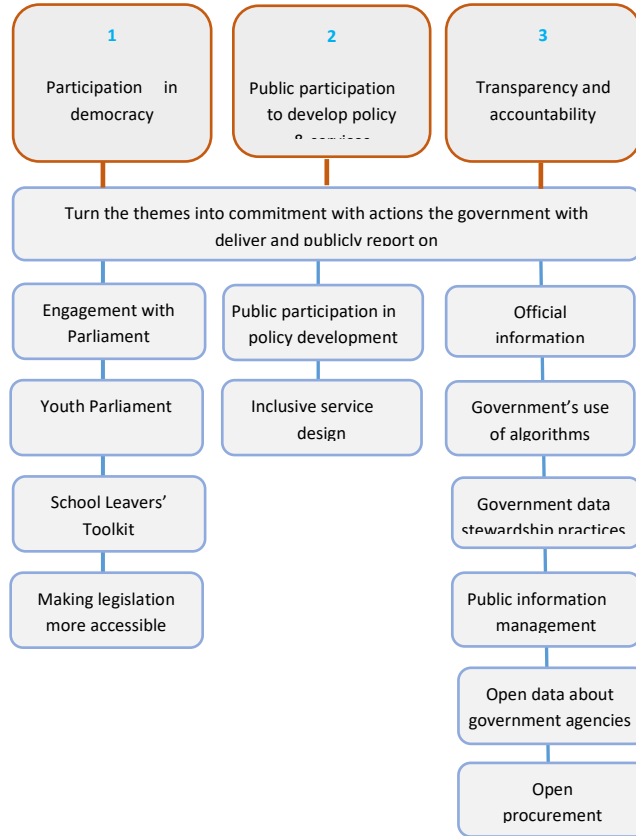 1
Participation in
democracy
2
Public participation
to develop policy
& services
3
Transparency and
accountability
Turn the themes into commitment with actions the government with
deliver and publicly report on
Engagement with
Parliament
Youth Parliament
School Leavers’
Toolkit
Making legislation
more accessible
Public participation in
policy development
Inclusive service
design
Official
information
Government’s use
of algorithms
Government data
stewardship practices
Public information
management
Open data about
government agencies
Open
procurement